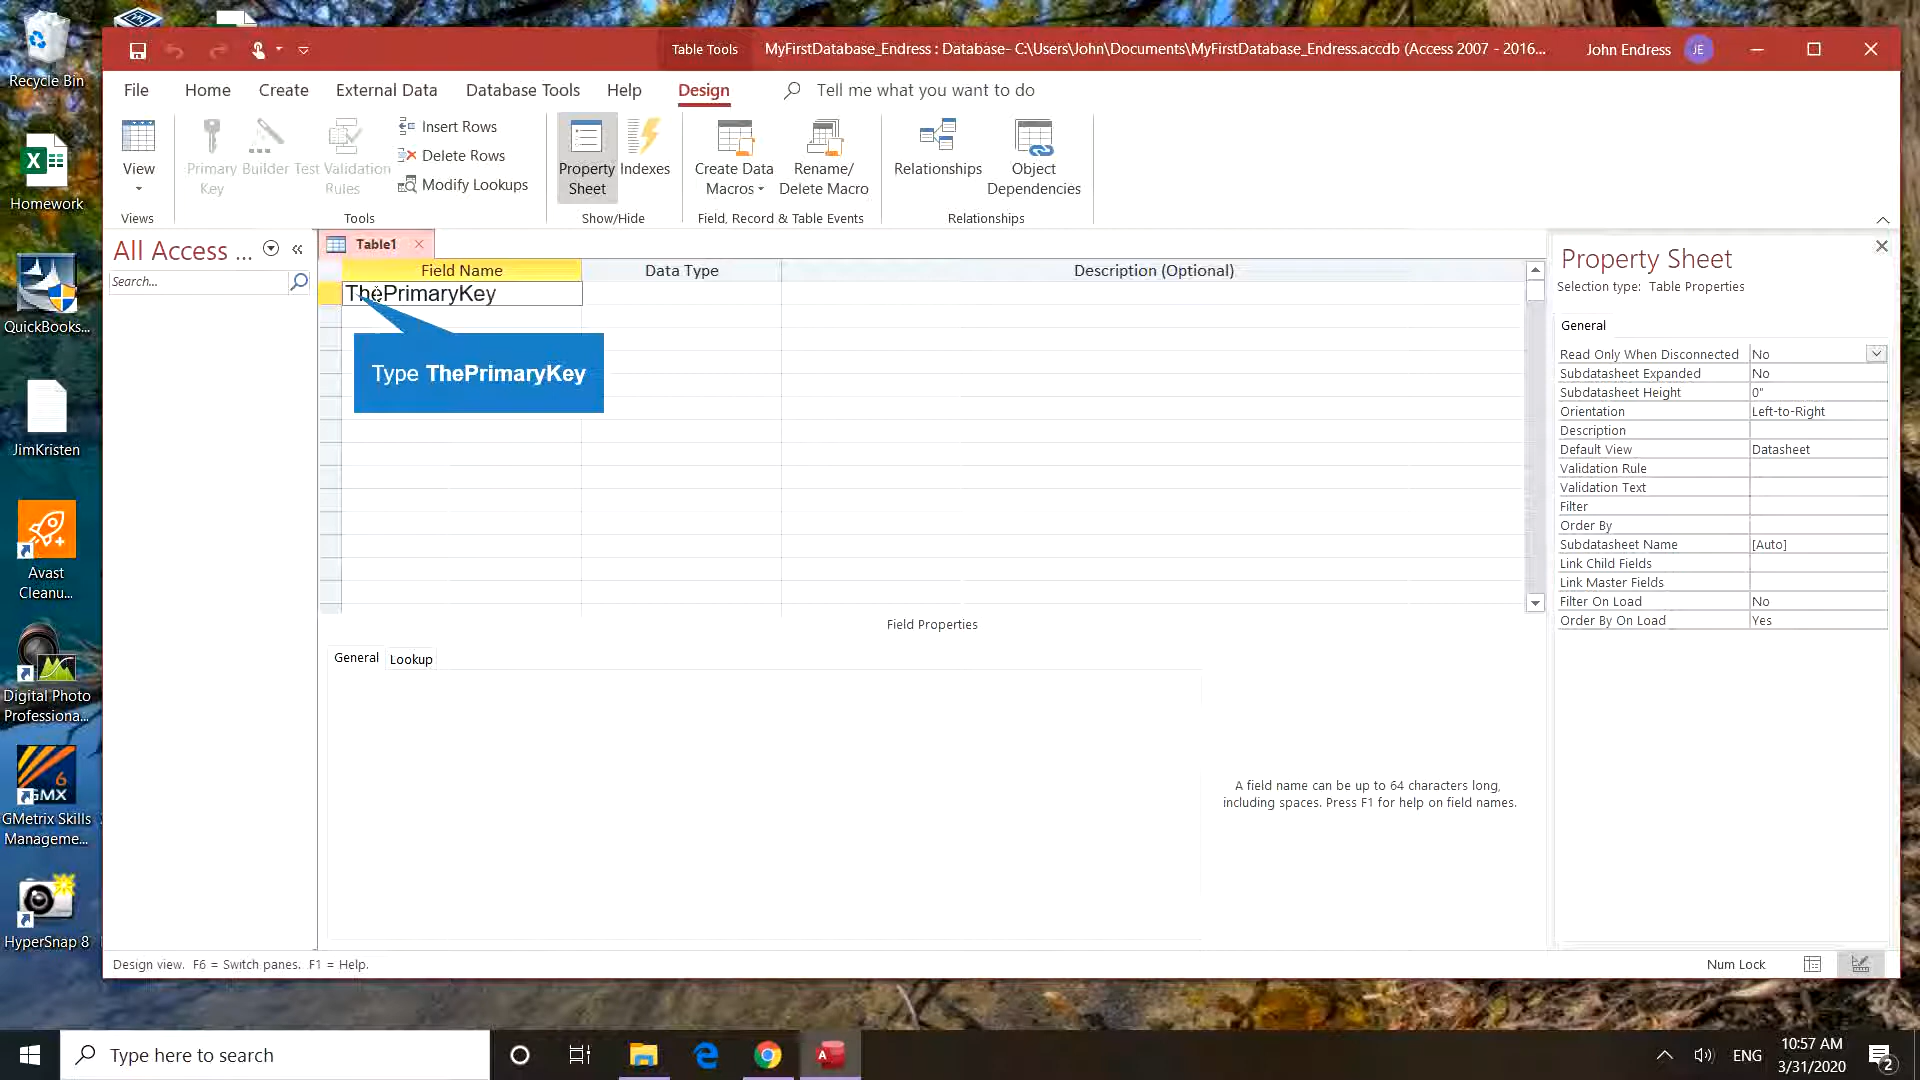 Recycle Bin
Homework
QuickBooks...
JimKristen
Avast
Cleanu...
Digital Photo
Professiona...
6
GMX
GMetrix Skills
Manageme...
HyperSnap 8
Table Tools
MyFirstDatabase_Endress : Database- C:\Users\John\Documents\MyFirstDatabase_Endress.accdb (Access 2007 - 2016...
John Endress
JE
File
Home
Create
External Data
Database Tools
Help
Design
Tell me what you want to do
View
Primary
Key
Builder
Test Validation
Rules
Insert Rows
Delete Rows
Modify Lookups
Property
Sheet
Indexes
Create Data
Macros
Rename/
Delete Macro
Relationships
Object
Dependencies
Views
Tools
Show/Hide
Field, Record & Table Events
Relationships
All Access ...
Search...
Table1
Field Name
Data Type
Description (Optional)
ThePrimaryKey
Type ThePrimaryKey
Field Properties
General
Lookup
A field name can be up to 64 characters long,
including spaces. Press F1 for help on field names.
Property Sheet
Selection type: Table Properties
General
Read Only When Disconnected No
Subdatasheet Expanded No
Subdatasheet Height 0"
Orientation Left-to-Right
Description
Default View Datasheet
Validation Rule
Validation Text
Filter
Order By
Subdatasheet Name [Auto]
Link Child Fields
Link Master Fields
Filter On Load No
Order By On Load Yes
Design view. F6 = Switch panes. F1 = Help.
Num Lock
Type here to search
ENG
10:57 AM
3/31/2020
2